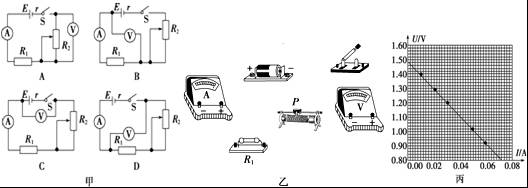 E r S
A V R₂
R₁
A
E r S
A V R₂
R₁
B
E r S
V
A R₂
R₁
C
E r S
A V R₂
R₁
D
甲
+ −
A
− +
P
V
− +
R₁
乙
U/V
1.60
1.50
1.40
1.30
1.20
1.10
1.00
0.90
0.80
0.00 0.02 0.04 0.06 0.08
I/A
丙